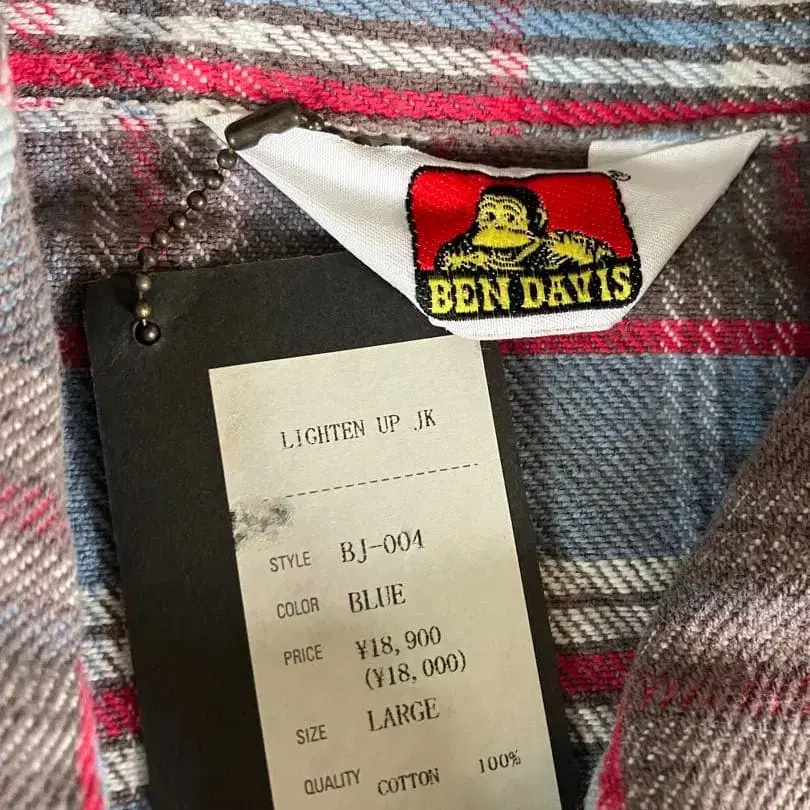 BEN DAVIS
®
LIGHTEN UP JK
STYLE BJ-004
COLOR BLUE
PRICE ¥18,900
(¥18,000)
SIZE LARGE
QUALITY COTTON 100%